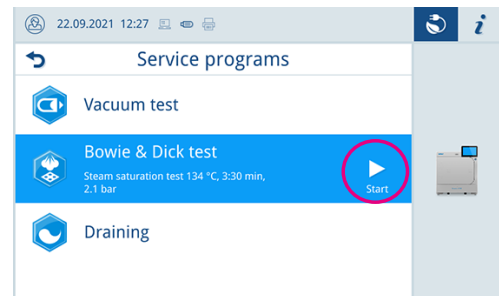 22.09.2021 12:27
i
Service programs
Vacuum test
Bowie & Dick test
Steam saturation test 134 °C, 3:30 min,
2.1 bar
Start
Draining